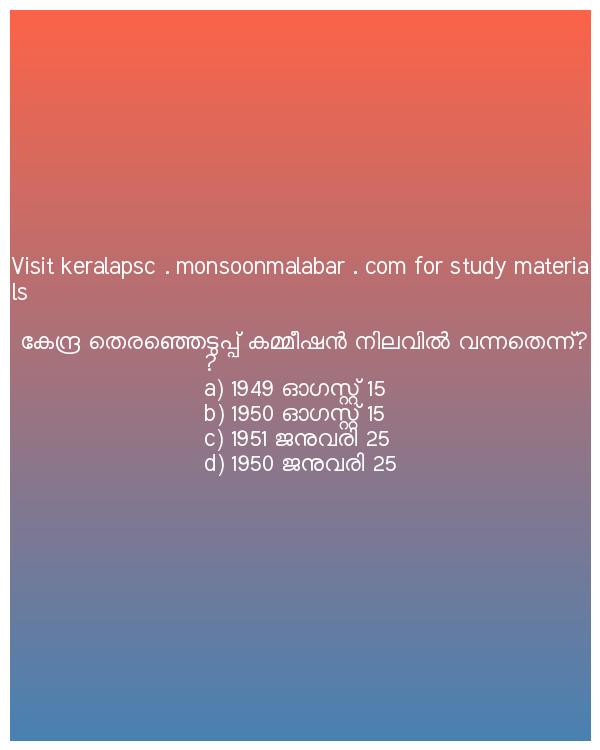 Visit keralapsc . monsoonmalabar . com for study materia
ls
കേന്ദ്ര തെരഞ്ഞെടുപ്പ് കമ്മീഷൻ നിലവിൽ വന്നതെന്ന്?
?
a) 1949 ഓഗസ്റ്റ് 15
b) 1950 ഓഗസ്റ്റ് 15
c) 1951 ജനുവരി 25
d) 1950 ജനുവരി 25